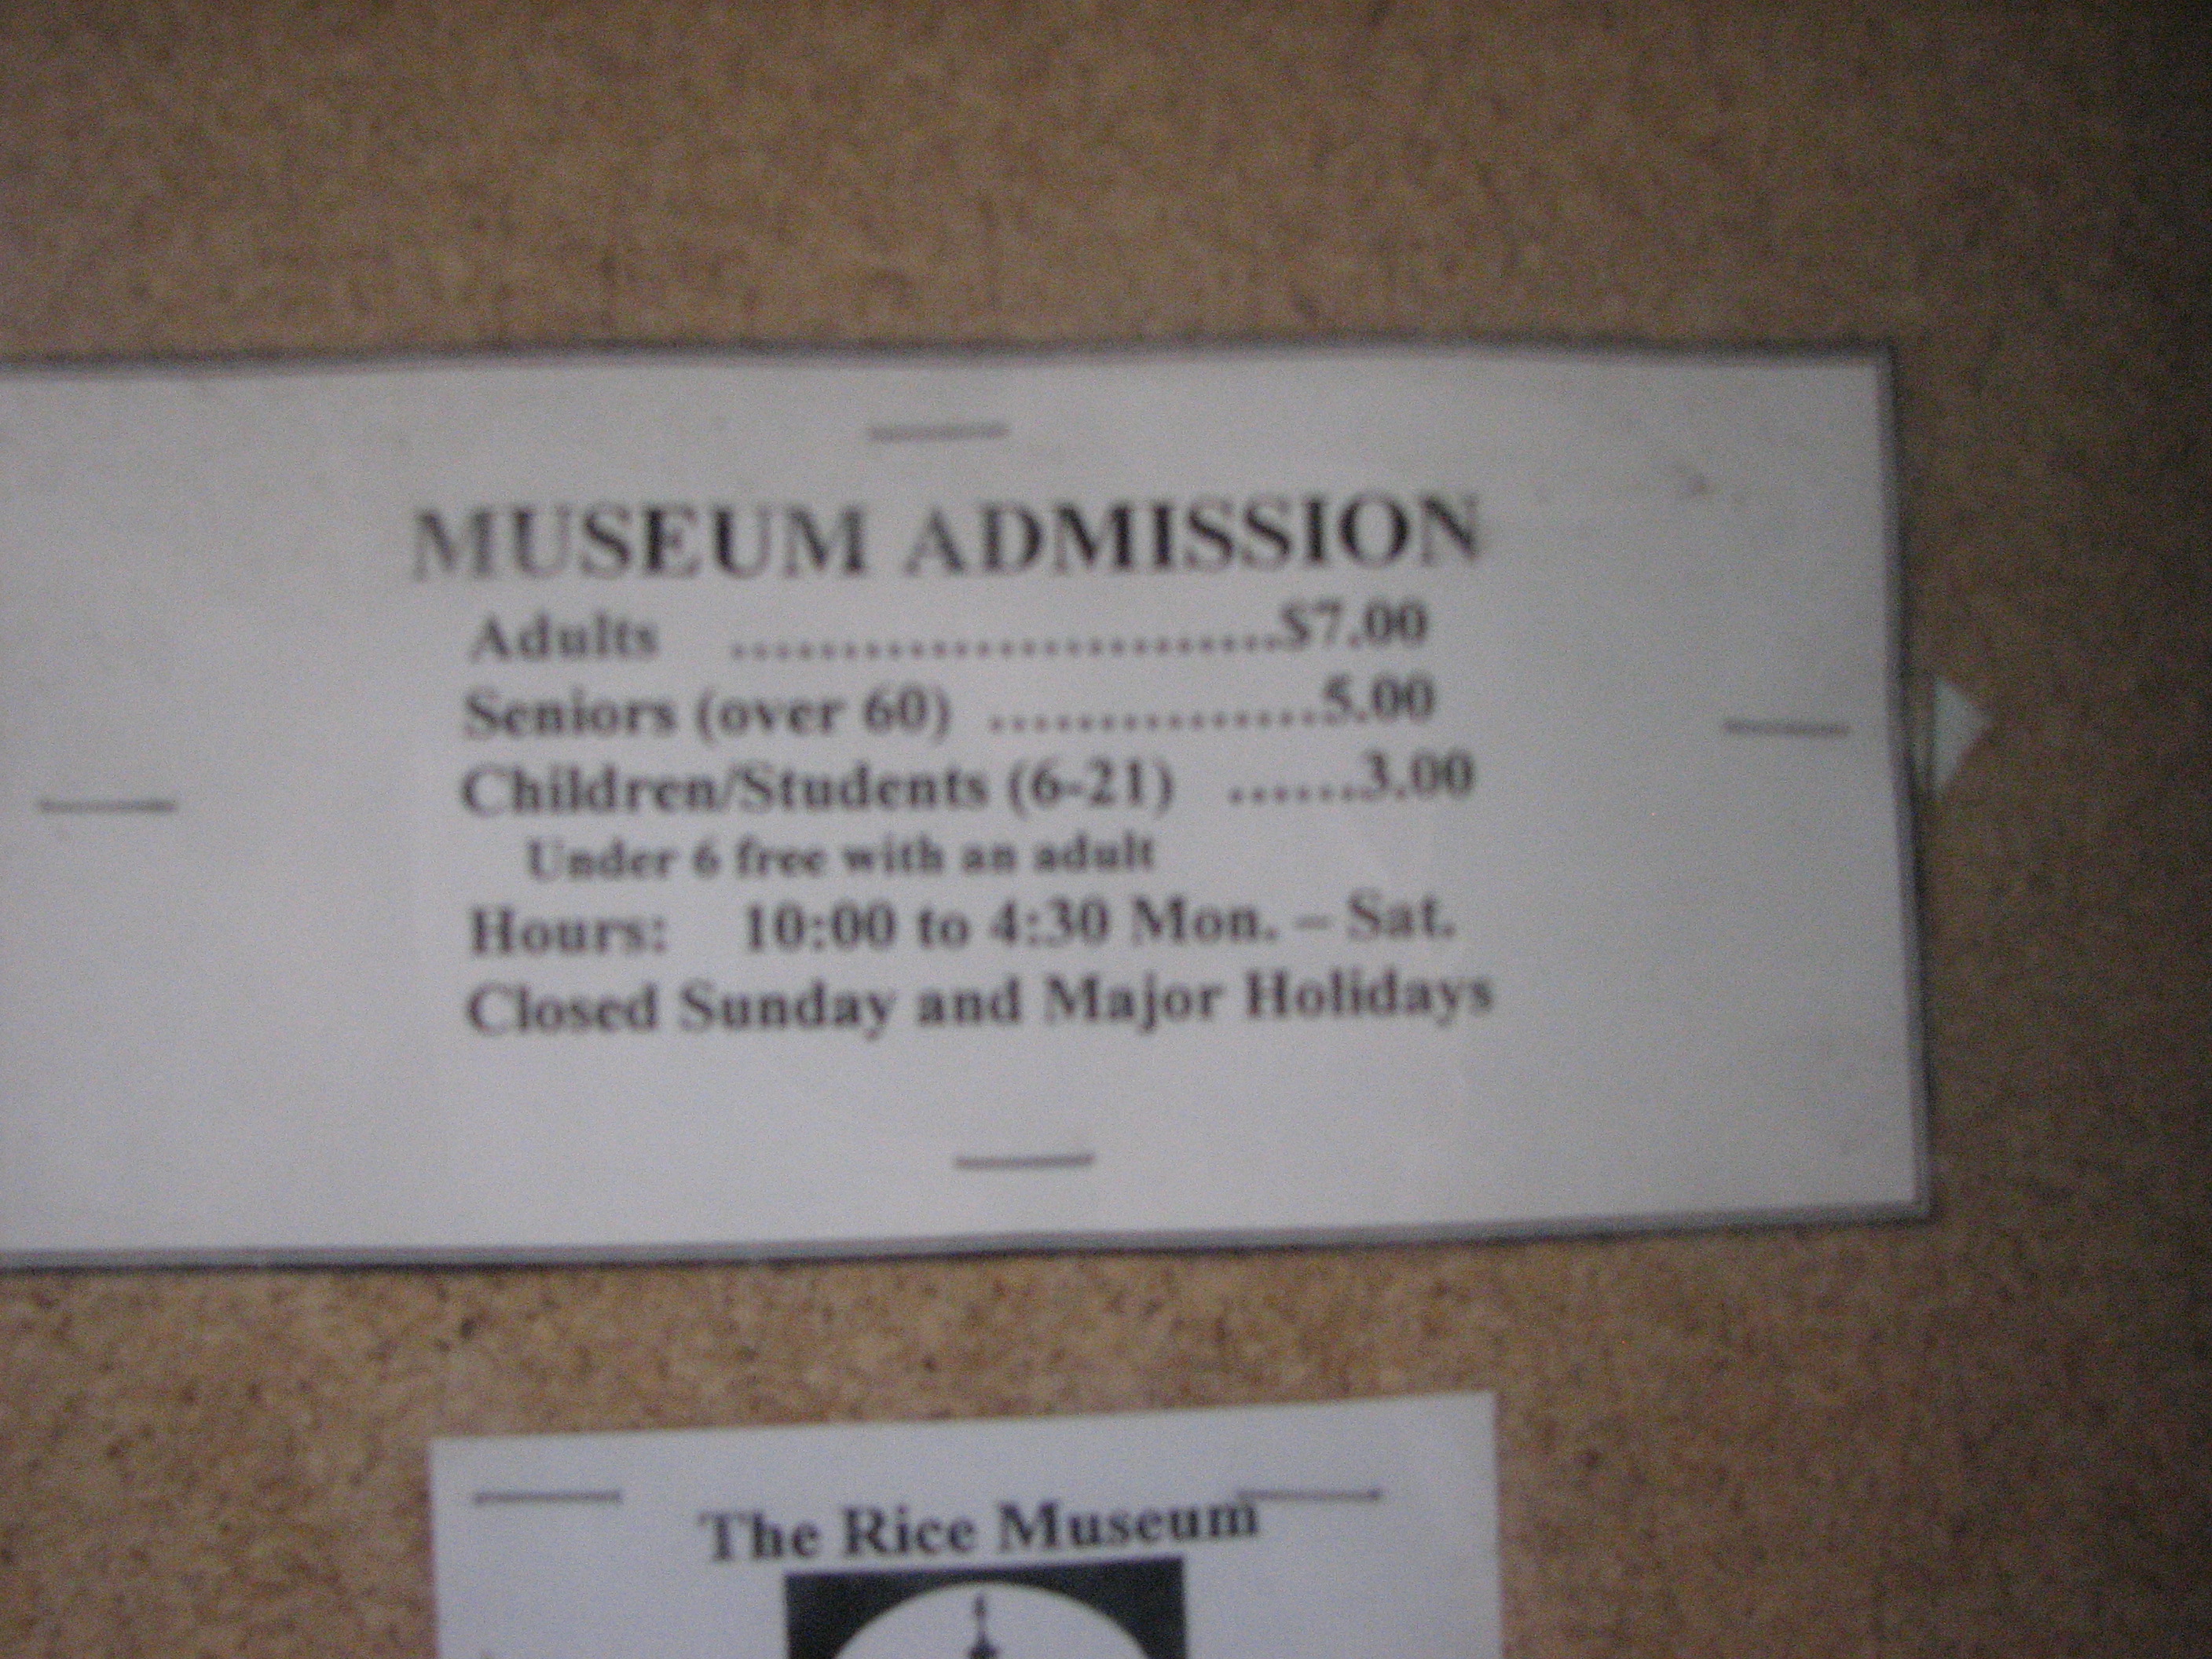 MUSEUM ADMISSION
Adults ................................$7.00
Seniors (over 60) ....................5.00
Children/Students (6-21) ........3.00
Under 6 free with an adult
Hours: 10:00 to 4:30 Mon. – Sat.
Closed Sunday and Major Holidays
The Rice Museum